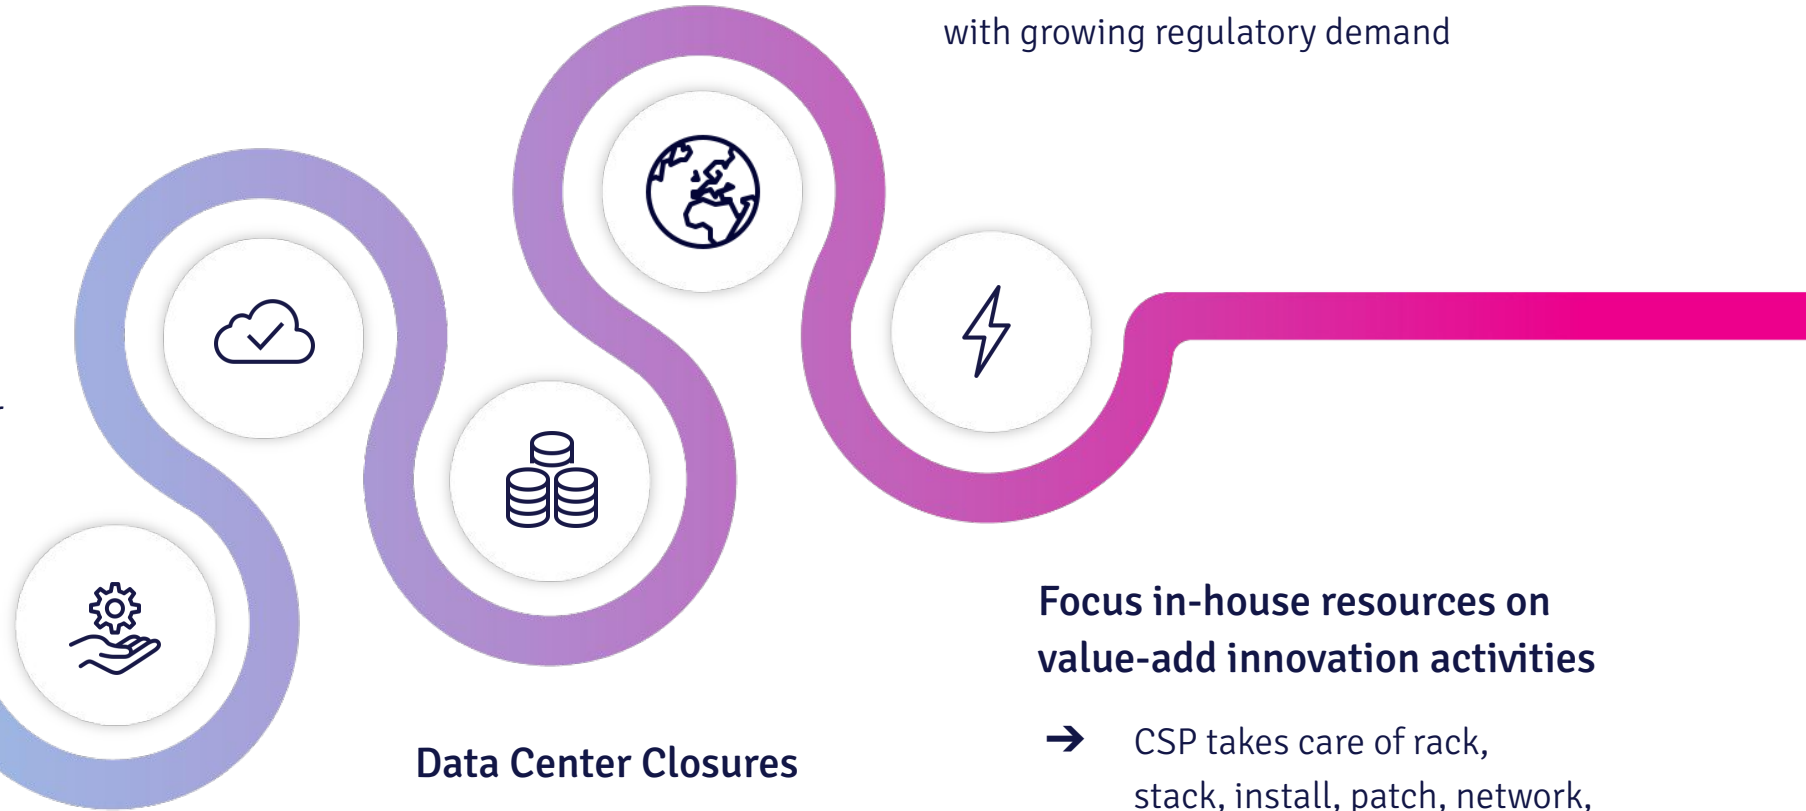 with growing regulatory demand
Data Center Closures
Focus in-house resources on
value-add innovation activities
➔ CSP takes care of rack,
stack, install, patch, network,